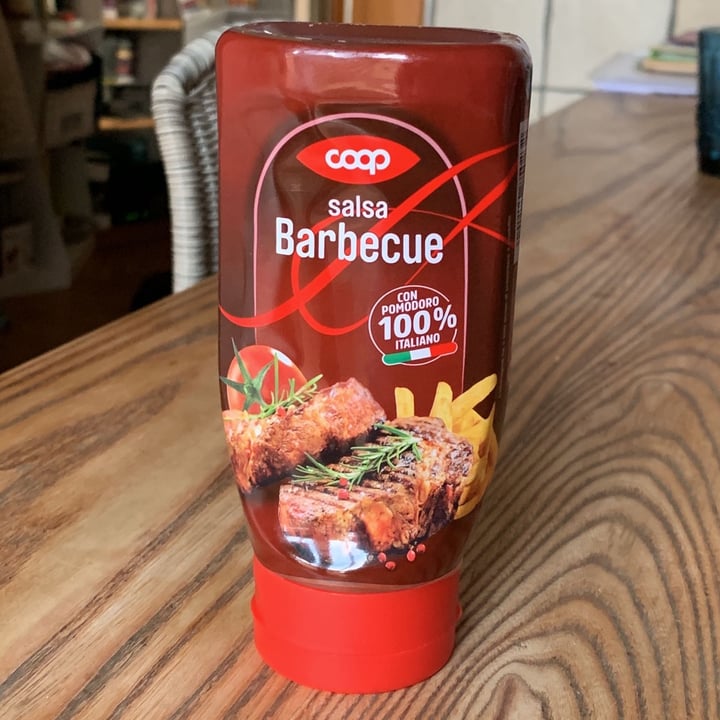 coop
salsa
Barbecue
CON
POMODORO
100%
ITALIANO